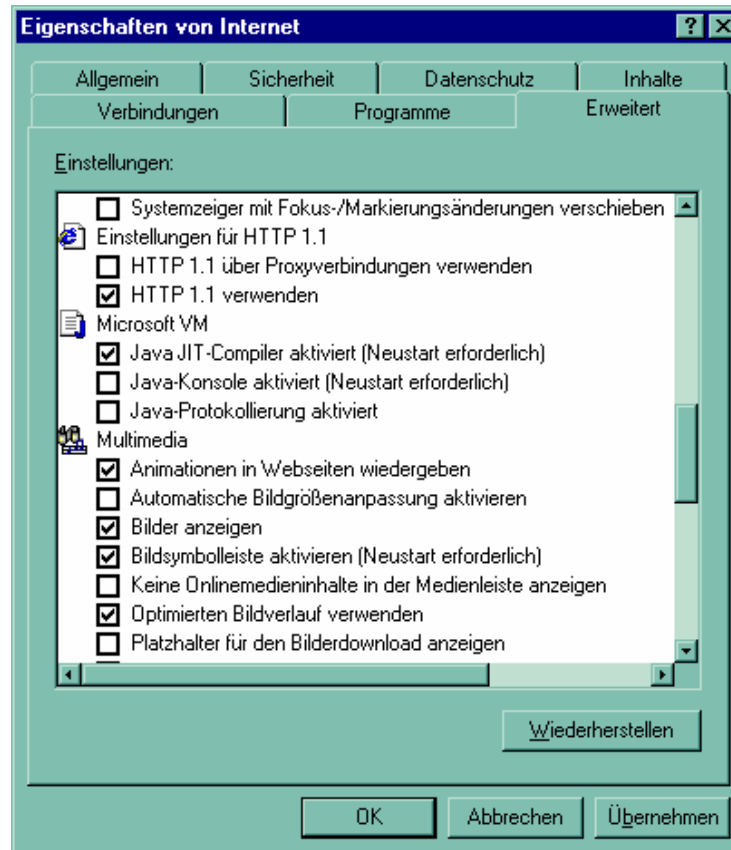 Eigenschaften von Internet
Allgemein Sicherheit Datenschutz Inhalte
Verbindungen Programme Erweitert
Einstellungen:
Systemzeiger mit Fokus-/Markierungsänderungen verschieben
Einstellungen für HTTP 1.1
HTTP 1.1 über Proxyverbindungen verwenden
HTTP 1.1 verwenden
Microsoft VM
Java JIT-Compiler aktiviert (Neustart erforderlich)
Java-Konsole aktiviert (Neustart erforderlich)
Java-Protokollierung aktiviert
Multimedia
Animationen in Webseiten wiedergeben
Automatische Bildgrößenanpassung aktivieren
Bilder anzeigen
Bildsymbolleiste aktivieren (Neustart erforderlich)
Keine Onlinemedieninhalte in der Medienleiste anzeigen
Optimierten Bildverlauf verwenden
Platzhalter für den Bilderdownload anzeigen
Wiederherstellen
OK Abbrechen Übernehmen